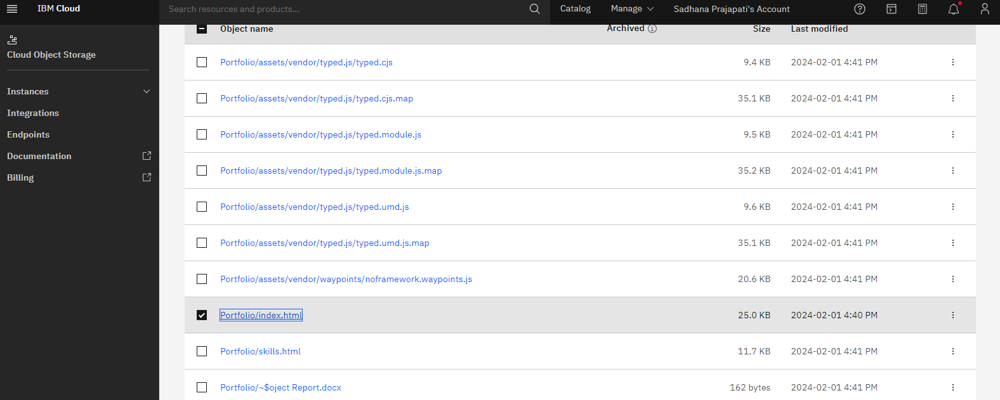 IBM Cloud
Search resources and products...
Catalog
Manage
Sadhana Prajapati's Account
Cloud Object Storage
Instances
Integrations
Endpoints
Documentation
Billing
Object name Archived Size Last modified
Portfolio/assets/vendor/typed.js/typed.cjs 9.4 KB 2024-02-01 4:41 PM
Portfolio/assets/vendor/typed.js/typed.cjs.map 35.1 KB 2024-02-01 4:41 PM
Portfolio/assets/vendor/typed.js/typed.module.js 9.5 KB 2024-02-01 4:41 PM
Portfolio/assets/vendor/typed.js/typed.module.js.map 35.2 KB 2024-02-01 4:41 PM
Portfolio/assets/vendor/typed.js/typed.umd.js 9.6 KB 2024-02-01 4:41 PM
Portfolio/assets/vendor/typed.js/typed.umd.js.map 35.1 KB 2024-02-01 4:41 PM
Portfolio/assets/vendor/waypoints/noframework.waypoints.js 20.6 KB 2024-02-01 4:41 PM
Portfolio/index.html 25.0 KB 2024-02-01 4:40 PM
Portfolio/skills.html 11.7 KB 2024-02-01 4:41 PM
Portfolio/~$oject Report.docx 162 bytes 2024-02-01 4:41 PM